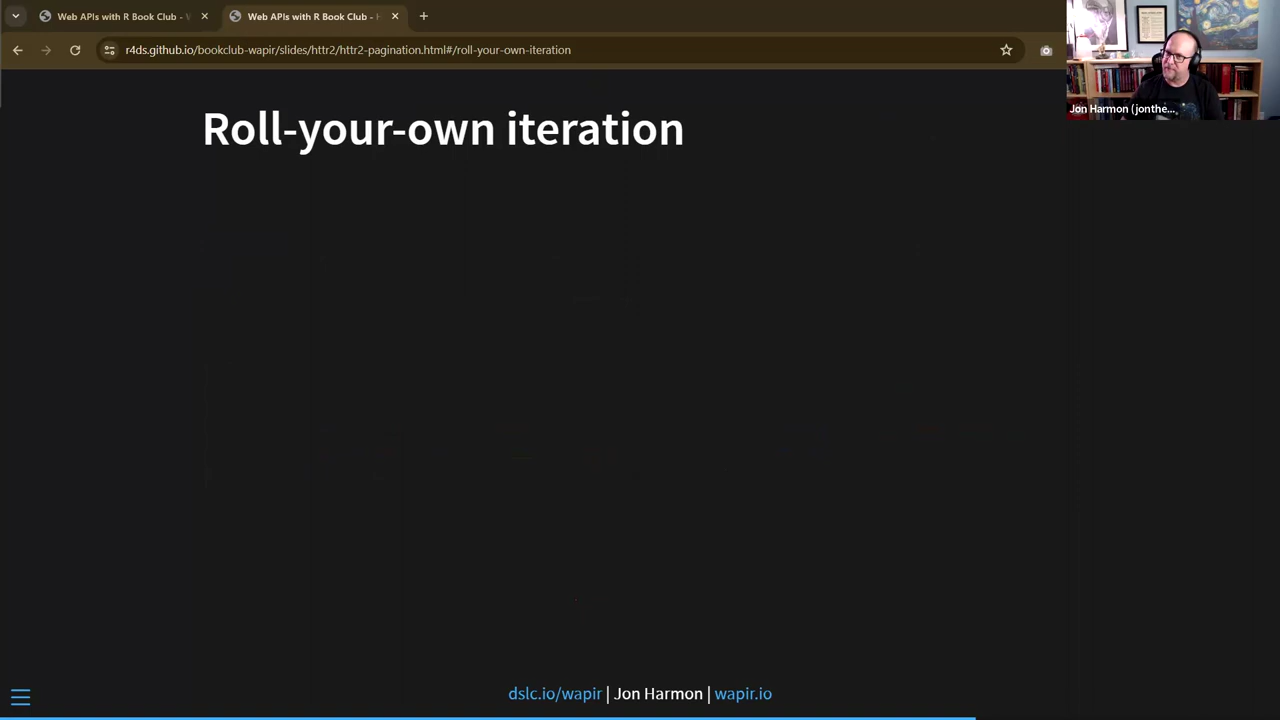 Web APIs with R Book Club -
Web APIs with R Book Club - H
r4ds.github.io/bookclub-wapir/slides/httr2/httr2-pagination.html#/roll-your-own-iteration
Jon Harmon (jonthe...
Roll-your-own iteration
dslc.io/wapir | Jon Harmon | wapir.io